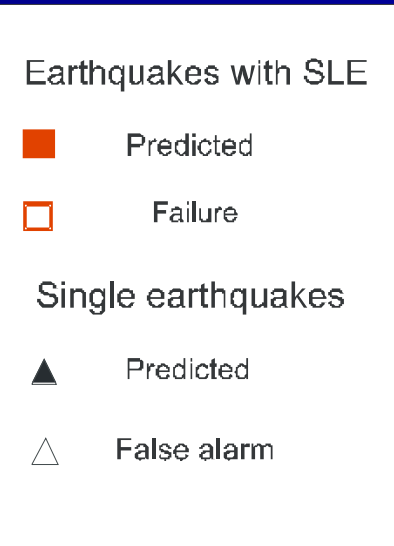 Earthquakes with SLE
Predicted
Failure
Single earthquakes
Predicted
False alarm